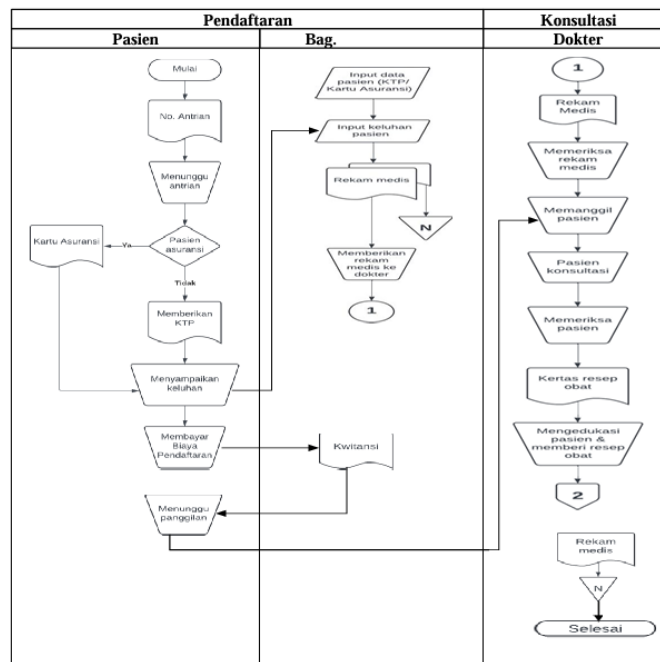 Pendaftaran
Konsultasi
Pasien
Bag.
Dokter
Mulai
No. Antrian
Menunggu
antrian
Pasien
asuransi
Ya
Kartu Asuransi
Tidak
Memberikan
KTP
Menyampaikan
keluhan
Membayar
Biaya
Pendaftaran
Menunggu
panggilan
Input data
pasien (KTP/
Kartu Asuransi)
Input keluhan
pasien
Rekam medis
N
Memberikan
rekam
medis ke
dokter
1
Kwitansi
1
Rekam
Medis
Memeriksa
rekam
medis
Memanggil
pasien
Pasien
konsultasi
Memeriksa
pasien
Kertas resep
obat
Mengedukasi
pasien &
memberi resep
obat
2
Rekam
medis
N
Selesai